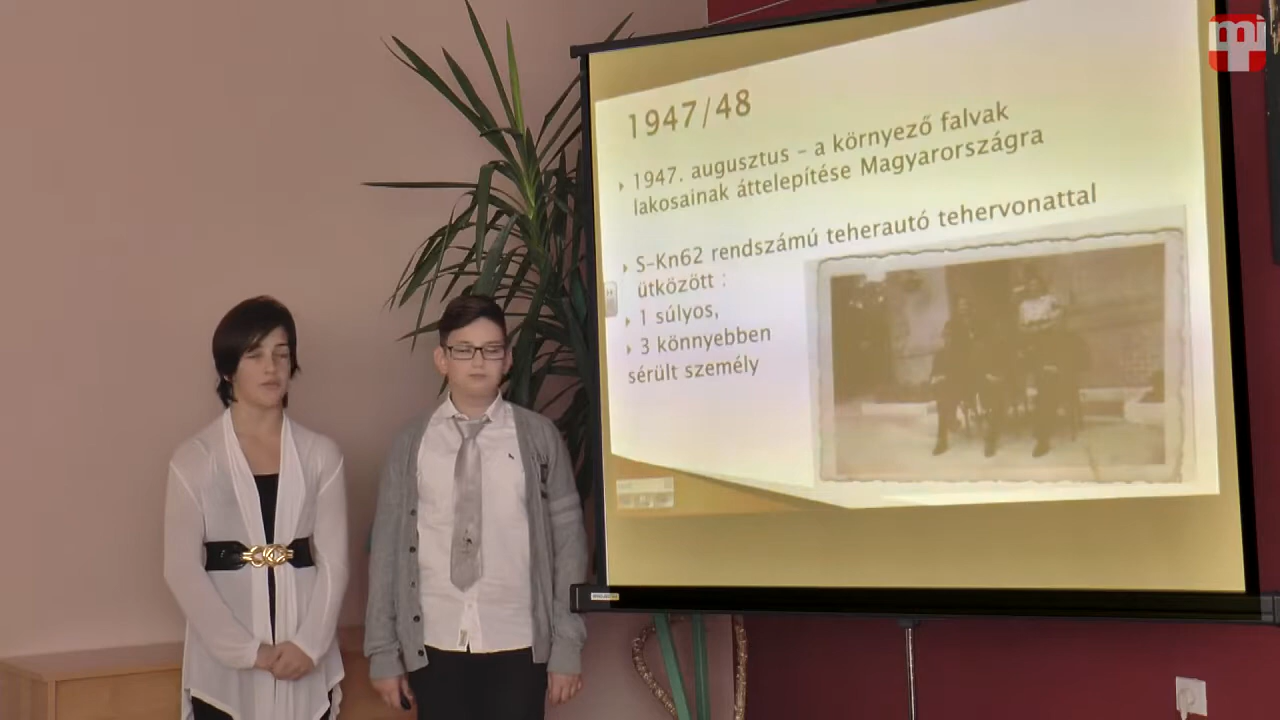 1947/48
1947. augusztus – a környező falvak
lakosainak áttelepítése Magyarországra
S-Kn62 rendszámú teherautó tehervonattal
ütközött :
1 súlyos,
3 könnyebben
sérült személy